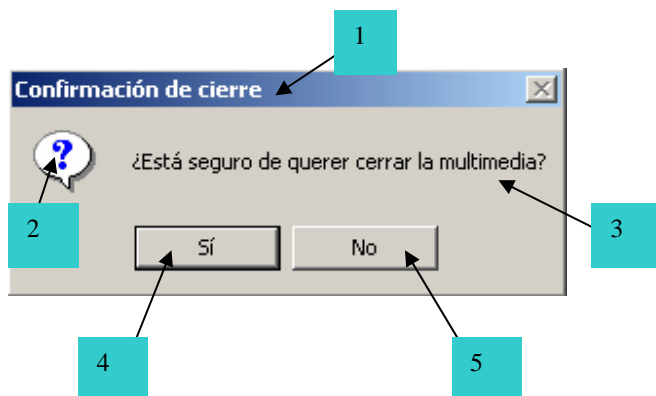 1
Confirmación de cierre
?
¿Está seguro de querer cerrar la multimedia?
2
3
Sí No
4
5